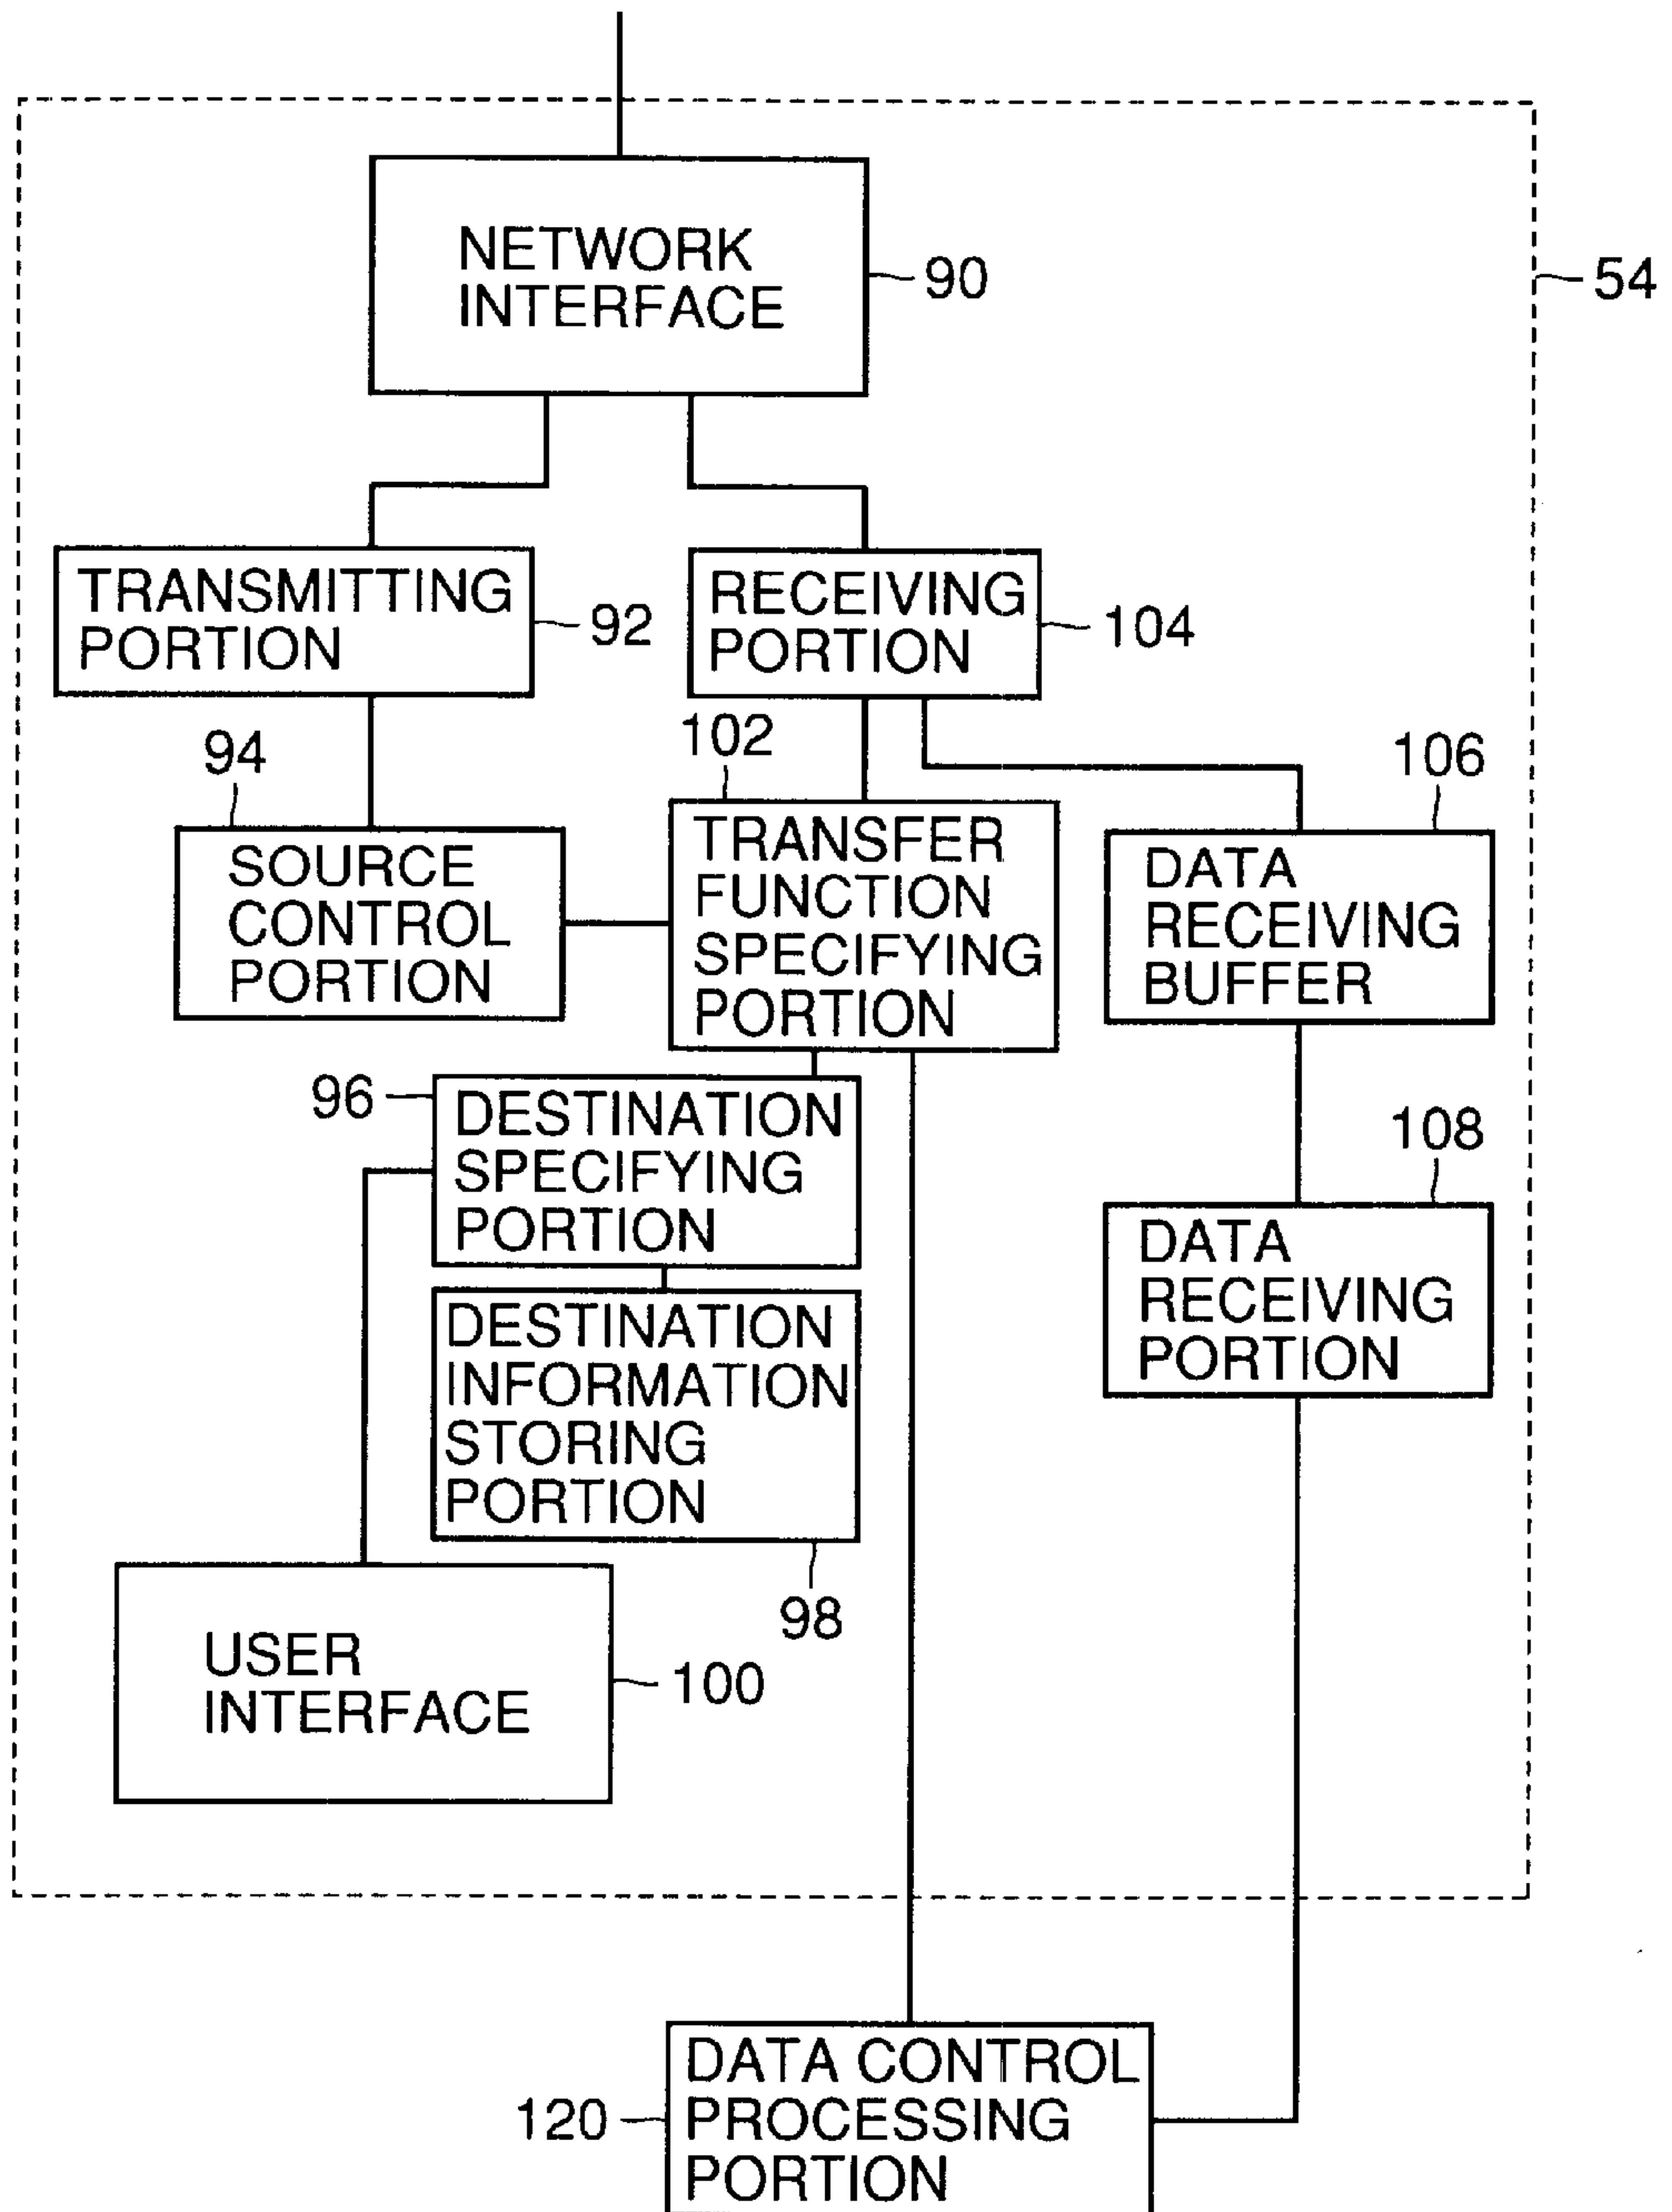 NETWORK
INTERFACE
90
54
TRANSMITTING
PORTION
92
RECEIVING
PORTION
104
94
102
106
SOURCE
CONTROL
PORTION
TRANSFER
FUNCTION
SPECIFYING
PORTION
DATA
RECEIVING
BUFFER
96
DESTINATION
SPECIFYING
PORTION
108
DATA
RECEIVING
PORTION
DESTINATION
INFORMATION
STORING
PORTION
98
USER
INTERFACE
100
120
DATA CONTROL
PROCESSING
PORTION